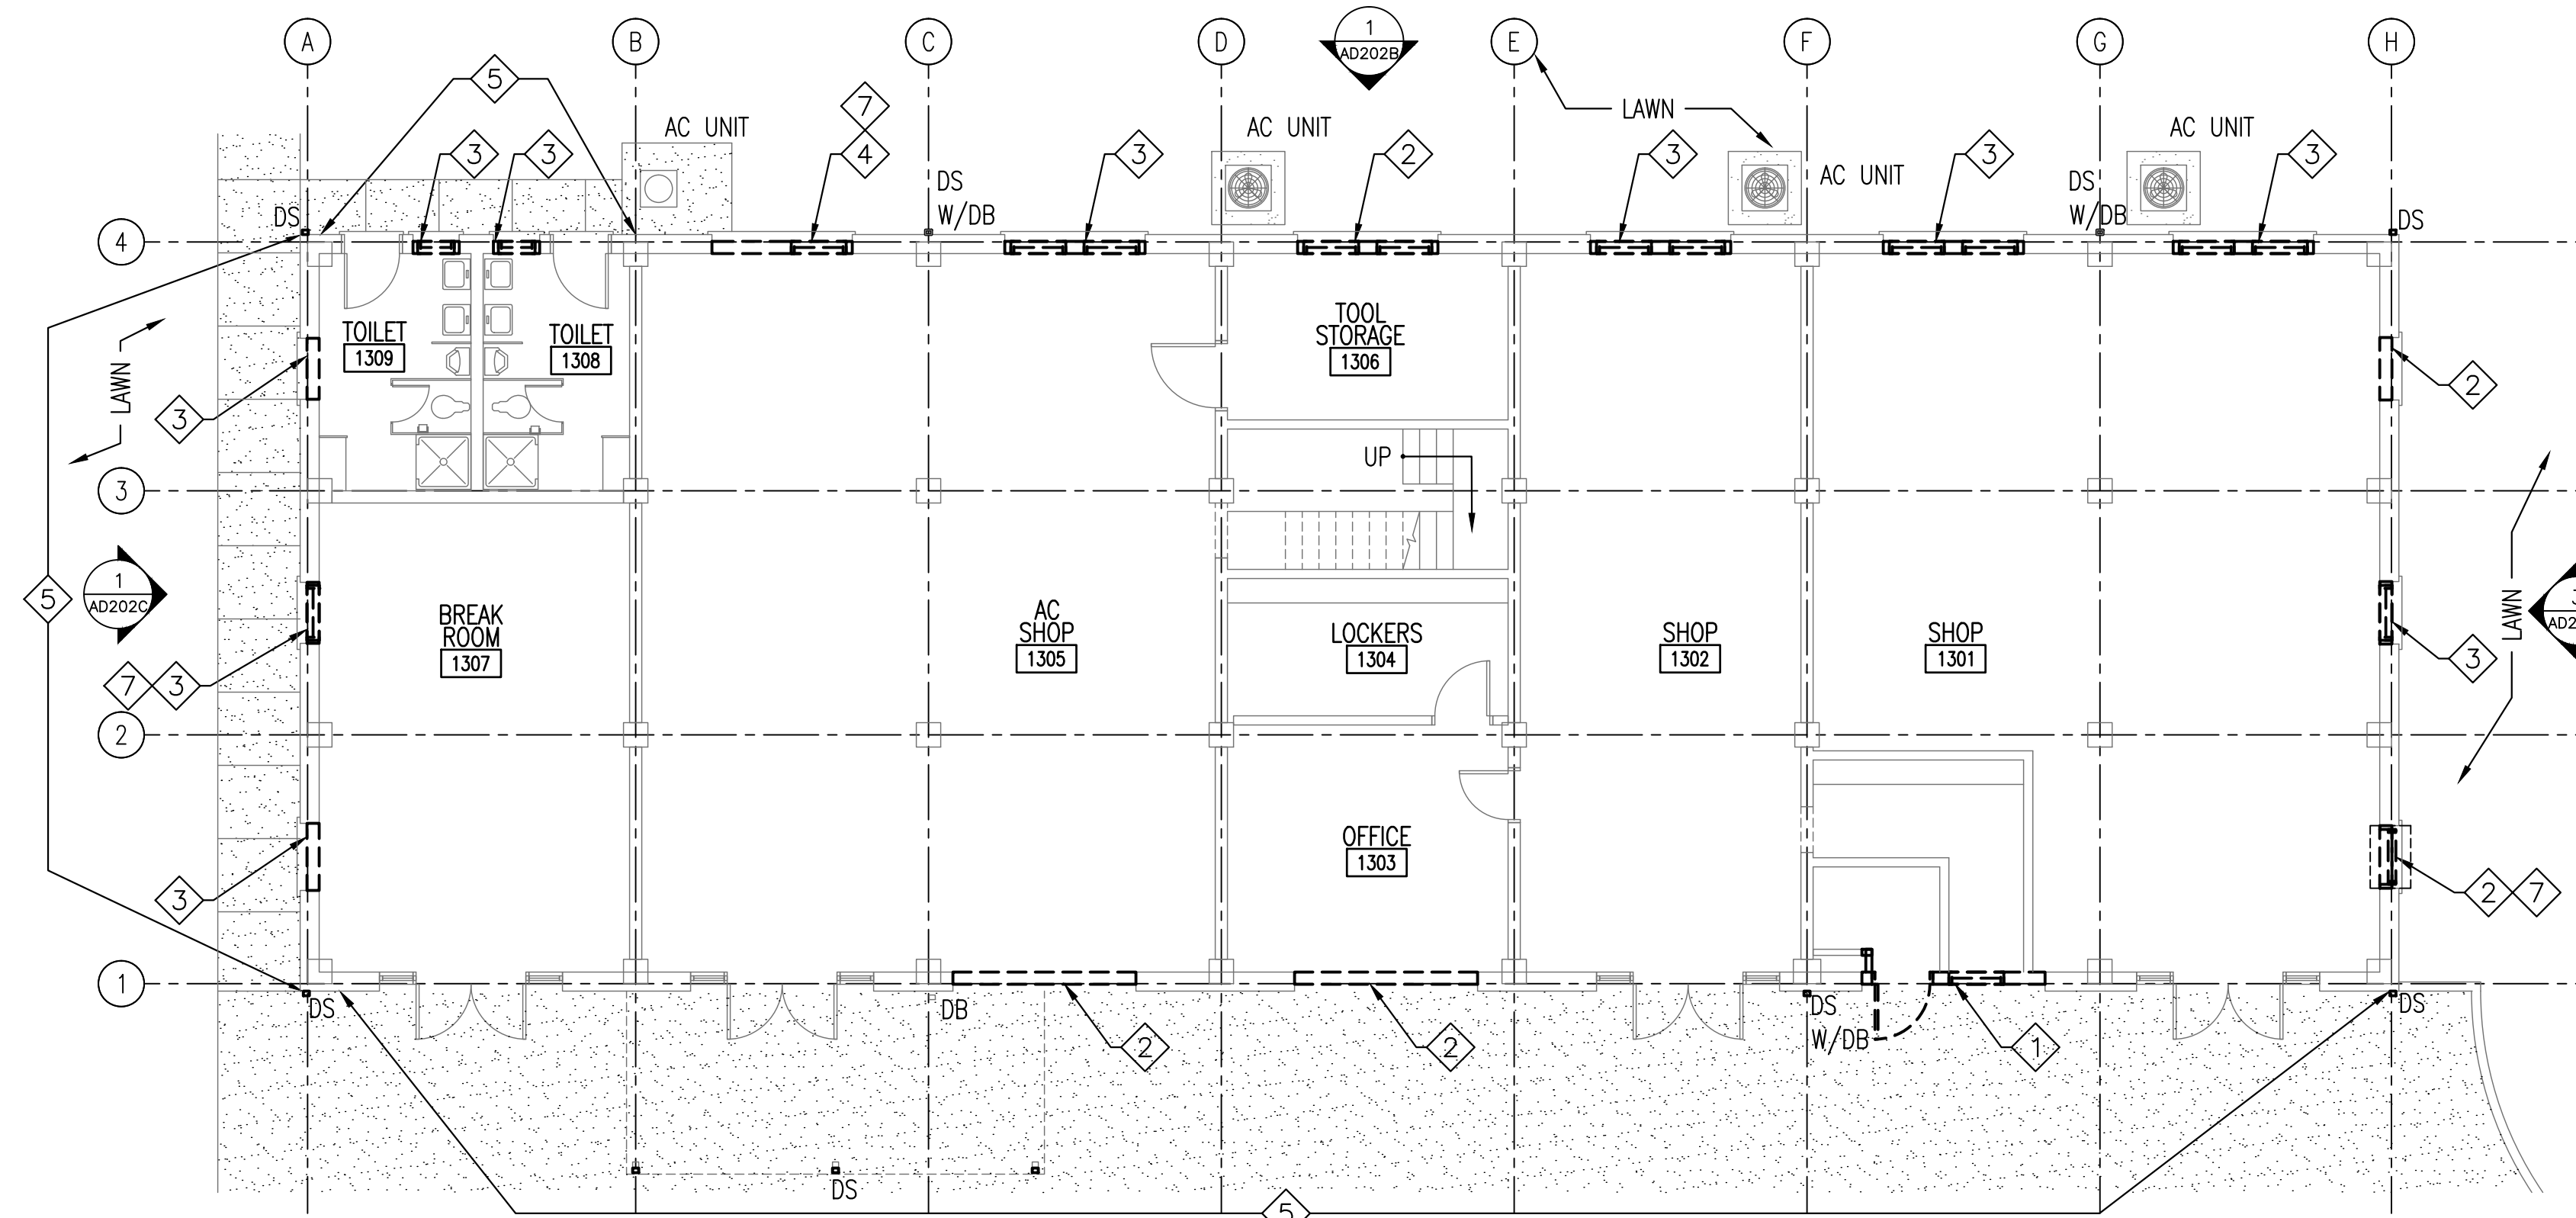 A B C D E F G H
1
AD202B
5
LAWN
7
AC UNIT
AC UNIT
AC UNIT
3 3 4 3 2 3 3 3
AC UNIT
DS
W/DB
DS
W/DB
DS
DS
4
TOILET
1309
TOILET
1308
TOOL
STORAGE
1306
LAWN
3
2
UP
3
5
1
AD202C
BREAK
ROOM
1307
AC
SHOP
1305
LOCKERS
1304
SHOP
1302
SHOP
1301
LAWN
7 3
3
2
OFFICE
1303
3
2 7
1
DS
DB
DS
W/DB
DS
2
2
1
DS
5